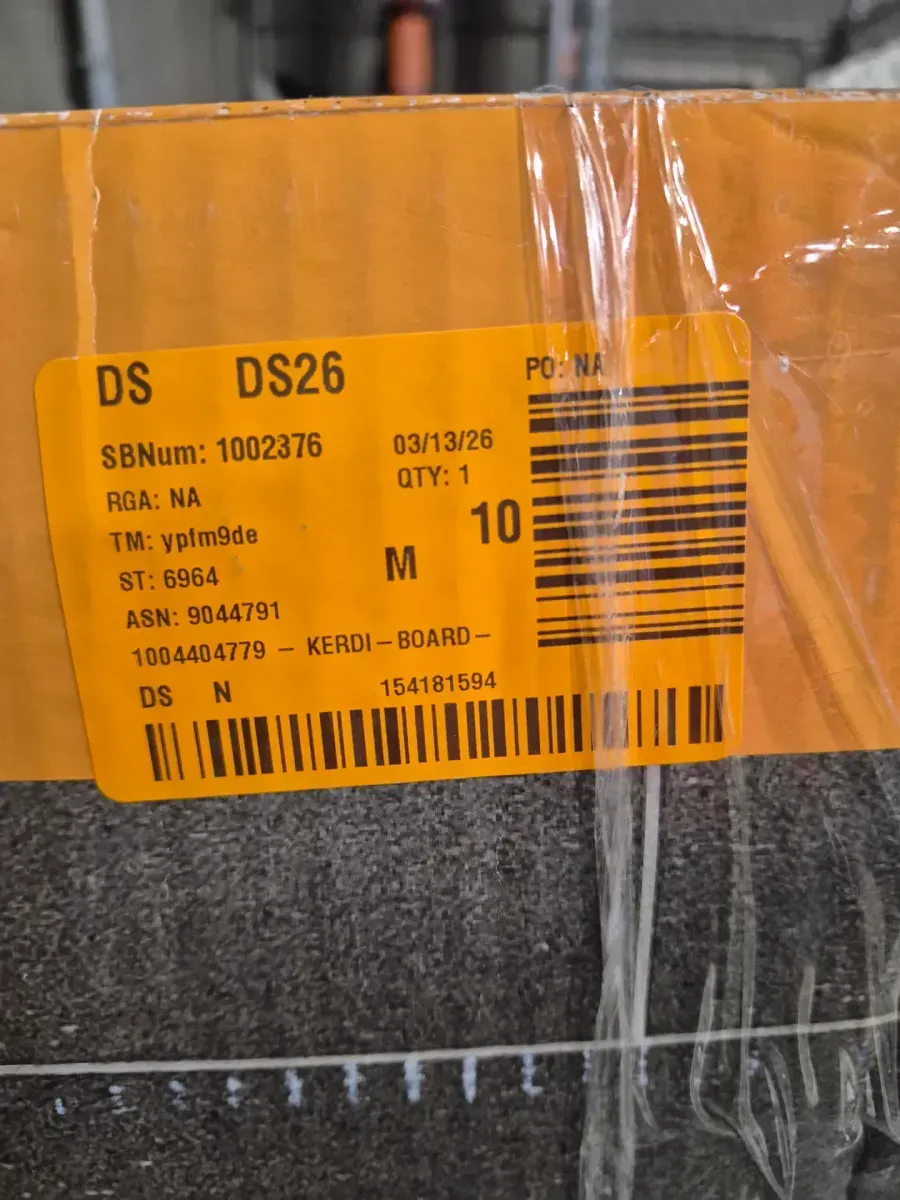 DS DS26 PO: NA
SBNum: 1002376 03/13/26
RGA: NA QTY: 1
TM: ypfm9de 10
ST: 6964 M
ASN: 9044791
1004404779 - KERDI-BOARD-
DS N 154181594